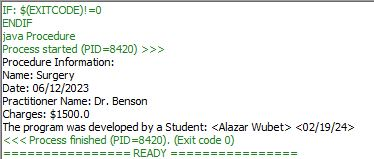 IF: $(EXITCODE)!=0
ENDIF
java Procedure
Process started (PID=8420) >>>
Procedure Information:
Name: Surgery
Date: 06/12/2023
Practitioner Name: Dr. Benson
Charges: $1500.0
The program was developed by a Student: <Alazar Wubet> <02/19/24>
<<< Process finished (PID=8420). (Exit code 0)
================ READY ================